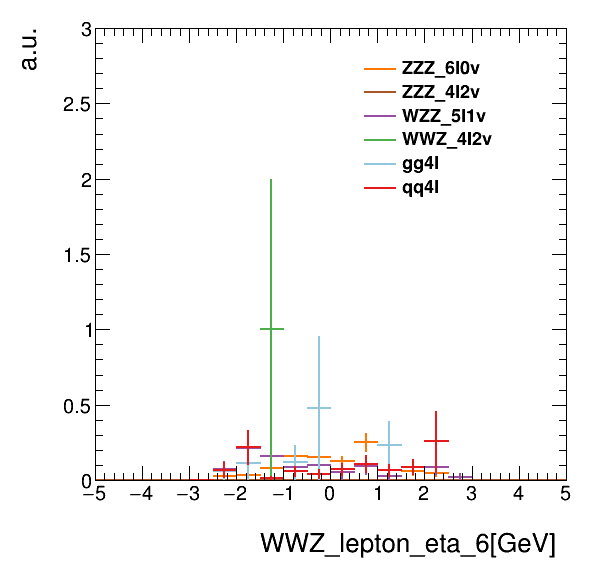 a.u.
3
2.5
2
1.5
1
0.5
0
ZZZ_6l0v
ZZZ_4l2v
WZZ_5l1v
WWZ_4l2v
gg4l
qq4l
−5 −4 −3 −2 −1 0 1 2 3 4 5
WWZ_lepton_eta_6[GeV]